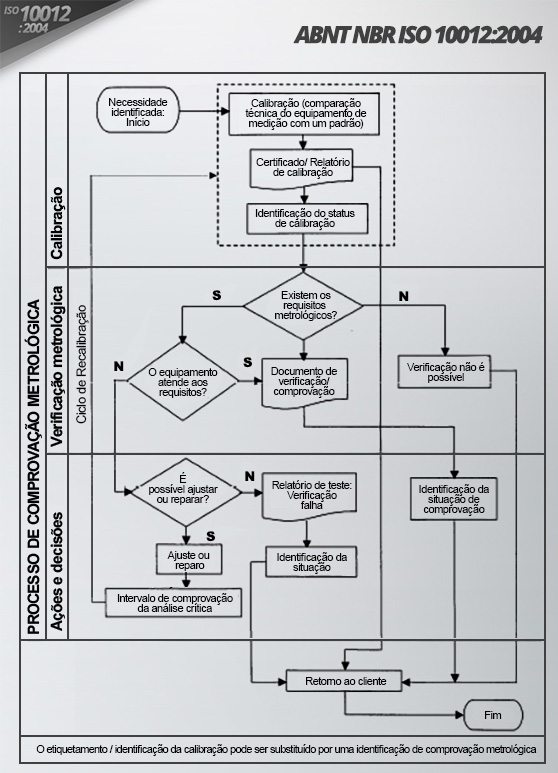 ISO 10012
:2004
ABNT NBR ISO 10012:2004
PROCESSO DE COMPROVAÇÃO METROLÓGICA
Calibração
Necessidade
identificada:
Início
Calibração (comparação
técnica do equipamento de
medição com um padrão)
Certificado/ Relatório
de calibração
Identificação do status
de calibração
Verificação metrológica
Ciclo de Recalibração
Existem os
requisitos
metrológicos?
S
N
O equipamento
atende aos
requisitos?
N
S
Documento de
verificação/
comprovação
Verificação não é
possível
Ações e decisões
É
possível ajustar
ou reparar?
N
S
Relatório de teste:
Verificação
falha
Identificação da
situação de
comprovação
Ajuste ou
reparo
Identificação da
situação
Intervalo de comprovação
da análise crítica
Retorno ao cliente
Fim
O etiquetamento / identificação da calibração pode ser substituído por uma identificação de comprovação metrológica